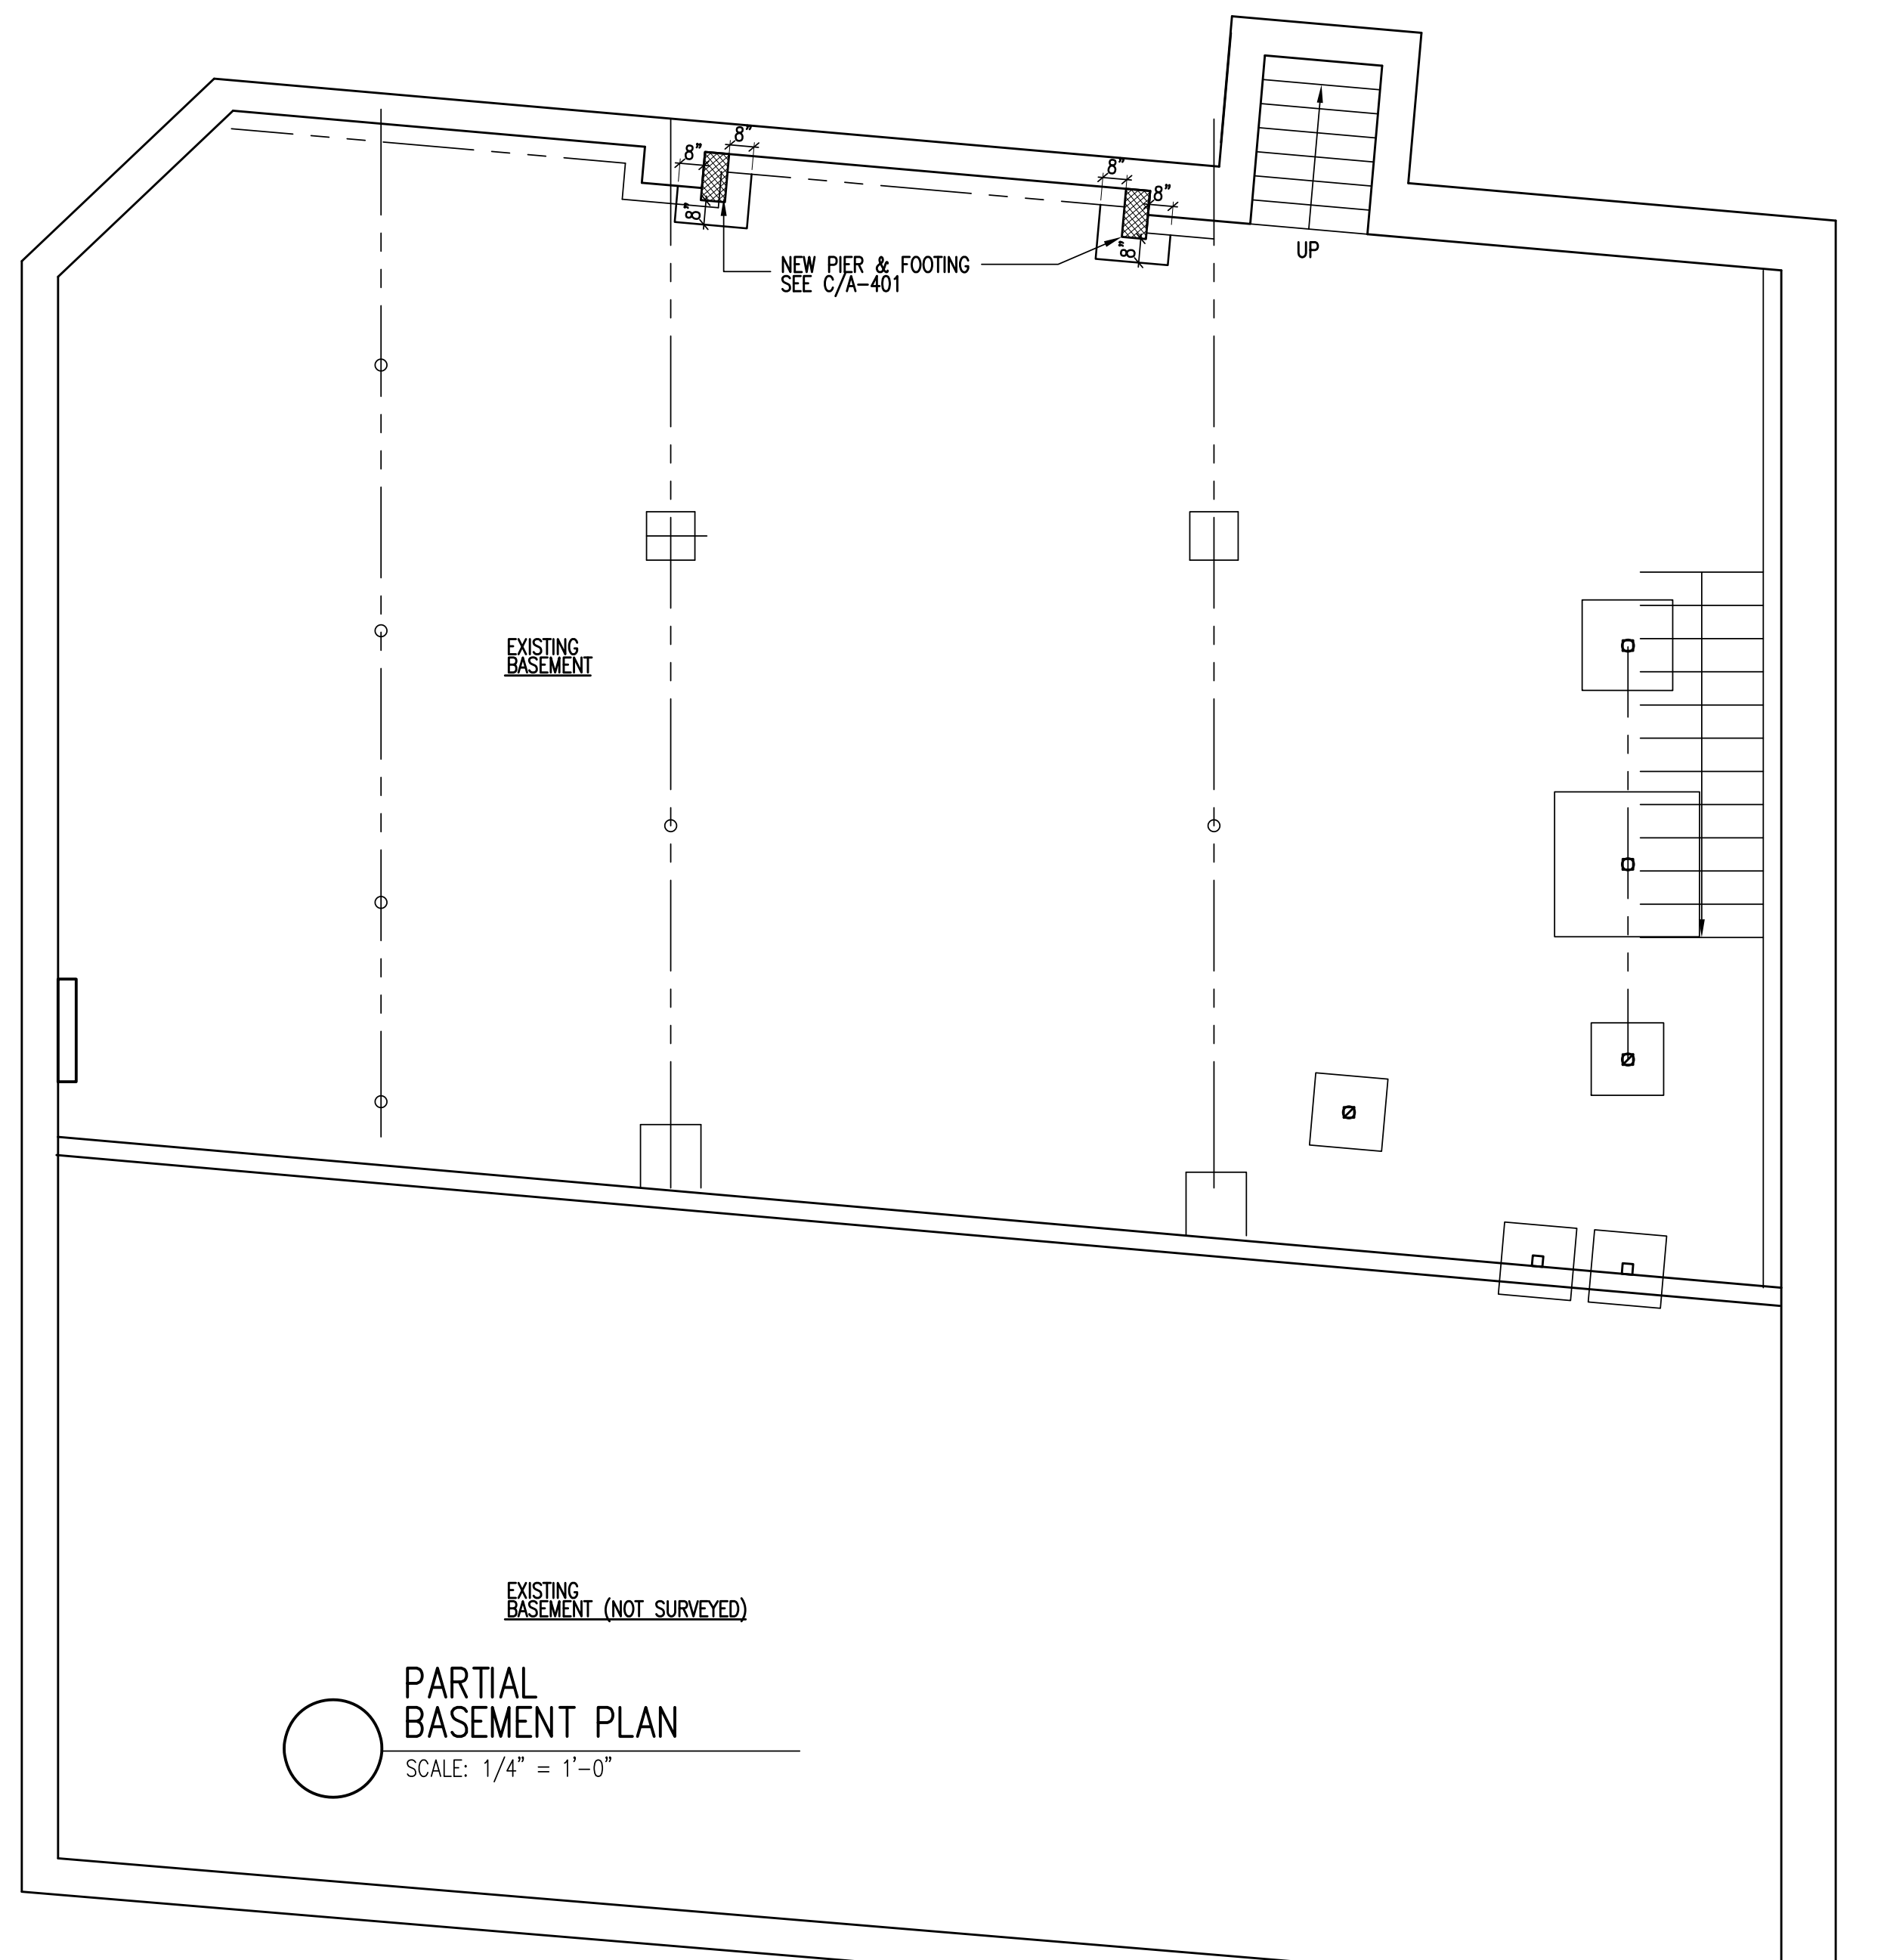 8"
8"
8"
8"
8"
8"
NEW PIER & FOOTING
SEE C/A-401
UP
EXISTING
BASEMENT
EXISTING
BASEMENT (NOT SURVEYED)
PARTIAL
BASEMENT PLAN
SCALE: 1/4" = 1'-0"